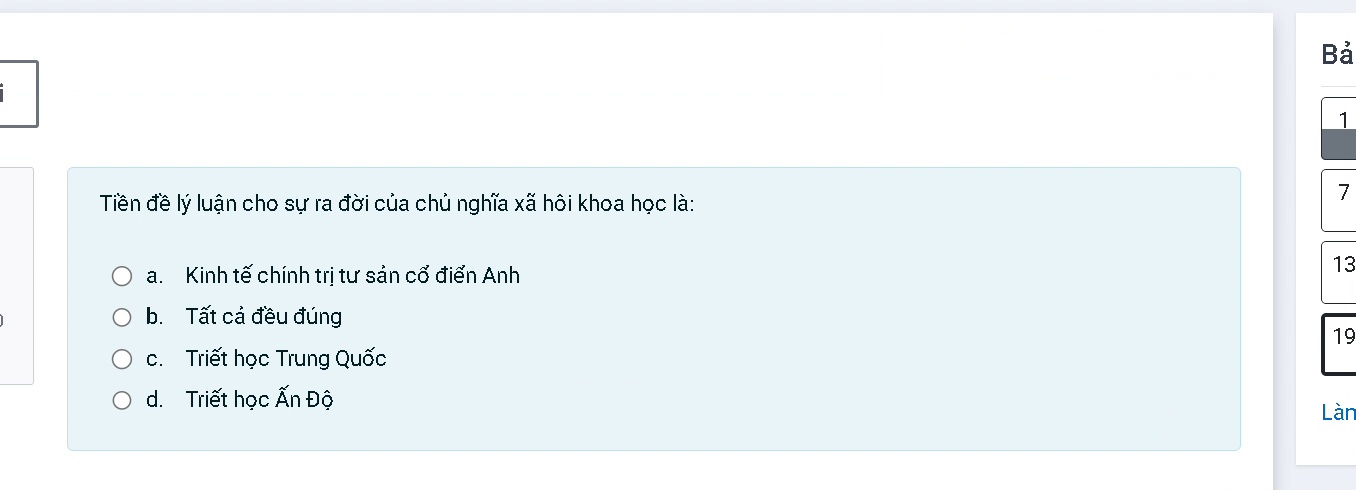 Bả
1
7
13
19
Làm
Tiền đề lý luận cho sự ra đời của chủ nghĩa xã hôi khoa học là:
a. Kinh tế chính trị tư sản cổ điển Anh
b. Tất cả đều đúng
c. Triết học Trung Quốc
d. Triết học Ấn Độ